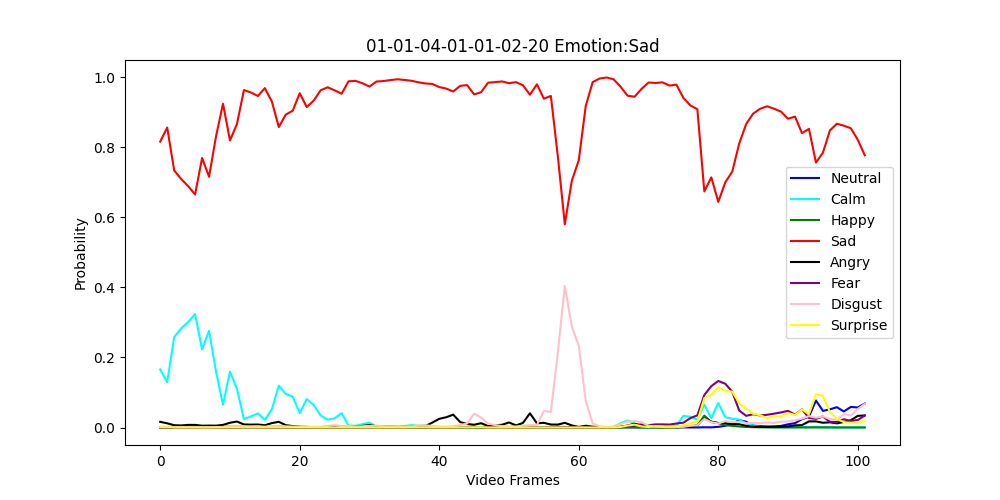 01-01-04-01-01-02-20 Emotion:Sad
1.0
0.8
0.6
0.4
0.2
0.0
Probability
0
20
40
60
80
100
Video Frames
Neutral
Calm
Happy
Sad
Angry
Fear
Disgust
Surprise